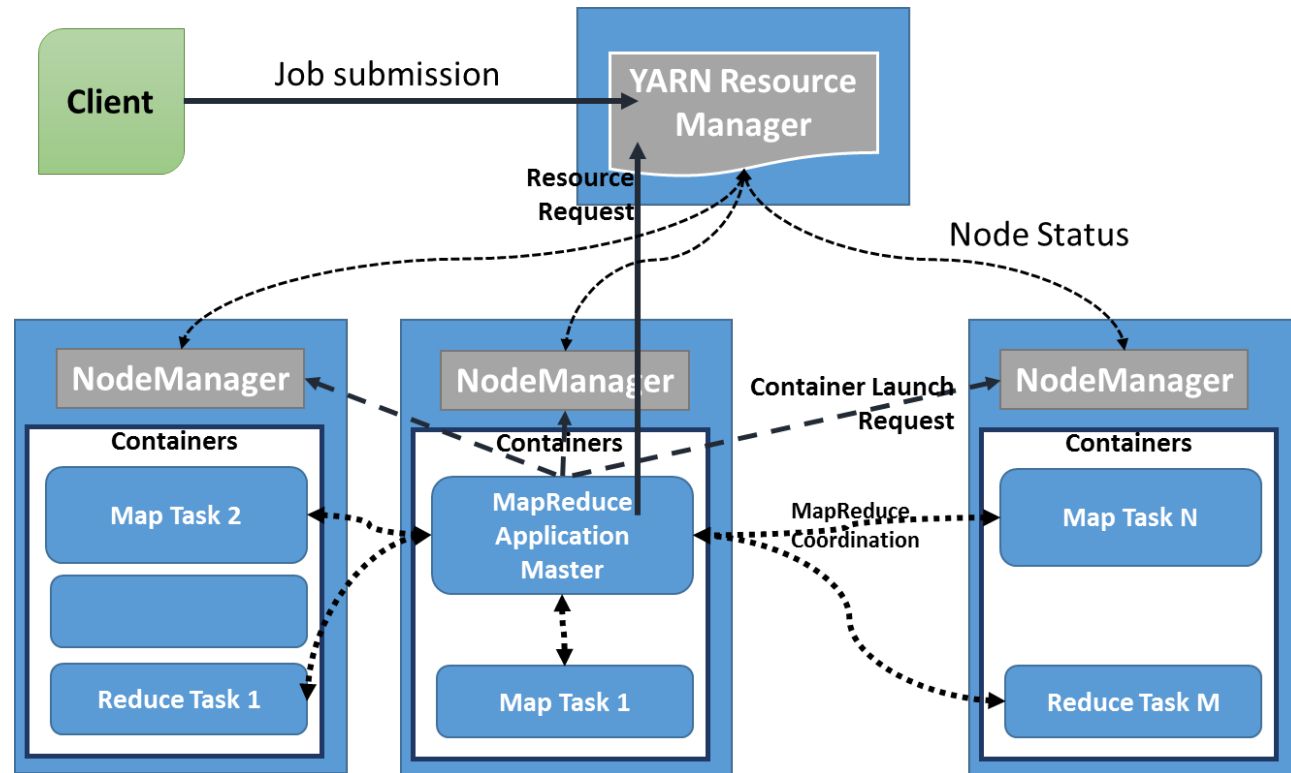 Client
Job submission
YARN Resource
Manager
Resource
Request
Node Status
NodeManager
NodeManager
NodeManager
Container Launch
Request
Containers
Containers
Containers
Map Task 2
MapReduce
Application
Master
MapReduce
Coordination
Map Task N
Reduce Task 1
Map Task 1
Reduce Task M